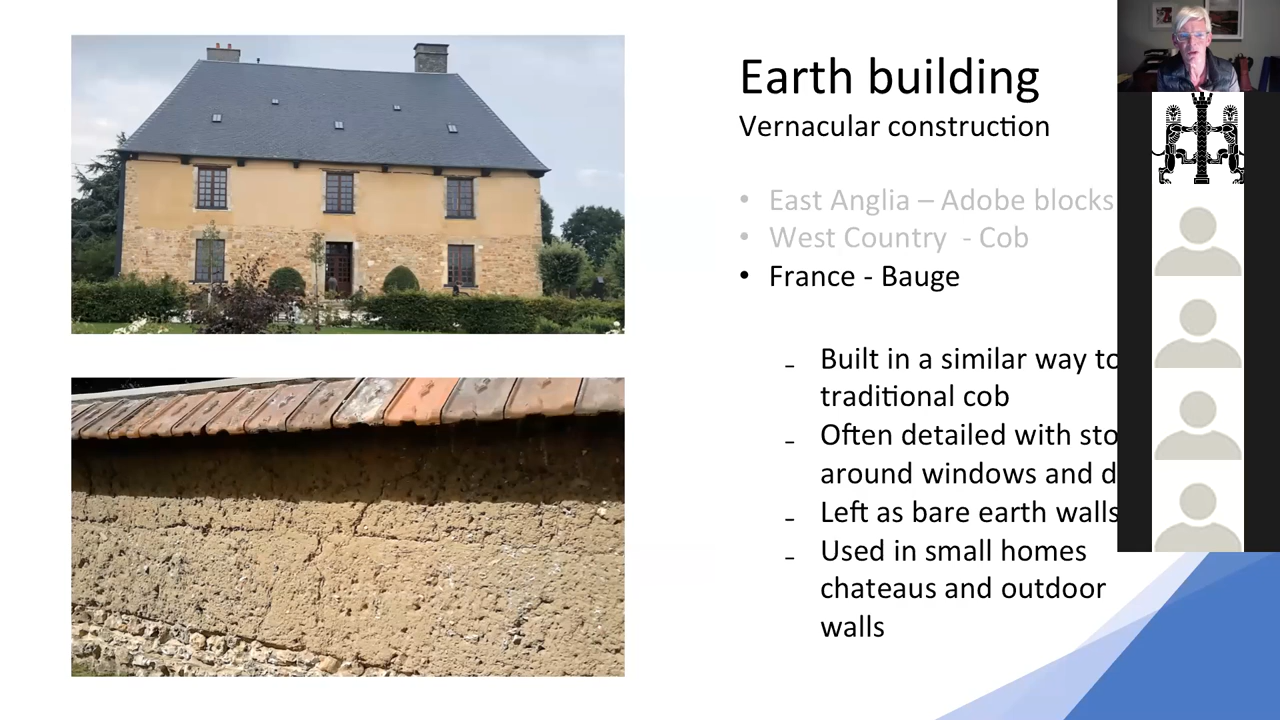 Earth building
Vernacular construction
• East Anglia – Adobe blocks
• West Country - Cob
• France - Bauge
- Built in a similar way to
traditional cob
- Often detailed with
around windows and
- Left as bare earth walls
- Used in small homes
chateaus and outdoor
walls